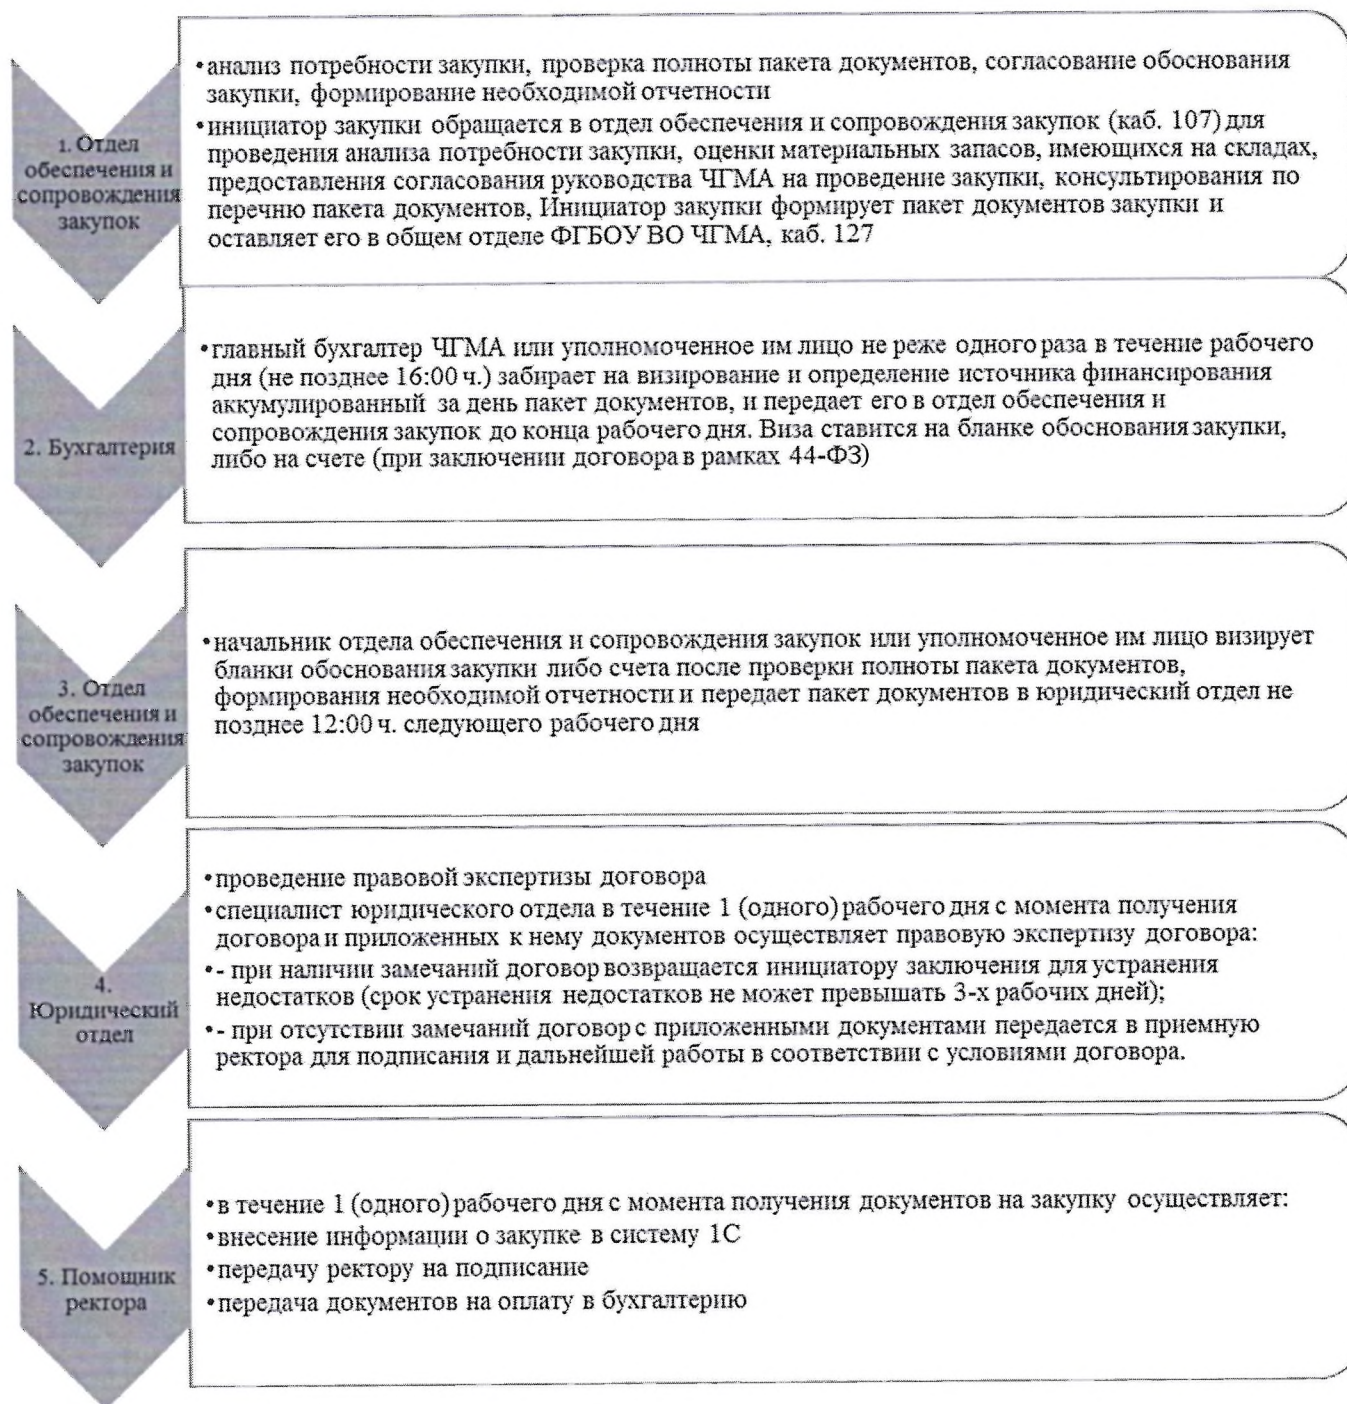 1. Отдел
обеспечения и
сопровождения
закупок
•анализ потребности закупки, проверка полноты пакета документов, согласование обоснования
закупки, формирование необходимой отчетности
•инициатор закупки обращается в отдел обеспечения и сопровождения закупок (каб. 107) для
проведения анализа потребности закупки, оценки материальных запасов, имеющихся на складах,
предоставления согласования руководства ЧГМА на проведение закупки, консультирования по
перечню пакета документов, Инициатор закупки формирует пакет документов закупки и
оставляет его в общем отделе ФГБОУ ВО ЧГМА, каб. 127
2. Бухгалтерия
•главный бухгалтер ЧГМА или уполномоченное им лицо не реже одного раза в течение рабочего
дня (не позднее 16:00 ч.) забирает на визирование и определение источника финансирования
аккумулированный за день пакет документов, и передает его в отдел обеспечения и
сопровождения закупок до конца рабочего дня. Виза ставится на бланке обоснования закупки,
либо на счете (при заключении договора в рамках 44-ФЗ)
3. Отдел
обеспечения и
сопровождения
закупок
•начальник отдела обеспечения и сопровождения закупок или уполномоченное им лицо визирует
бланки обоснования закупки либо счета после проверки полноты пакета документов,
формирования необходимой отчетности и передает пакет документов в юридический отдел не
позднее 12:00 ч. следующего рабочего дня
4.
Юридический
отдел
•проведение правовой экспертизы договора
•специалист юридического отдела в течение 1 (одного) рабочего дня с момента получения
договора и приложенных к нему документов осуществляет правовую экспертизу договора:
•- при наличии замечаний договор возвращается инициатору заключения для устранения
недостатков (срок устранения недостатков не может превышать 3-х рабочих дней);
•- при отсутствии замечаний договор с приложенными документами передается в приемную
ректора для подписания и дальнейшей работы в соответствии с условиями договора.
5. Помощник
ректора
•в течение 1 (одного) рабочего дня с момента получения документов на закупку осуществляет:
•внесение информации о закупке в систему 1С
•передачу ректору на подписание
•передача документов на оплату в бухгалтерию